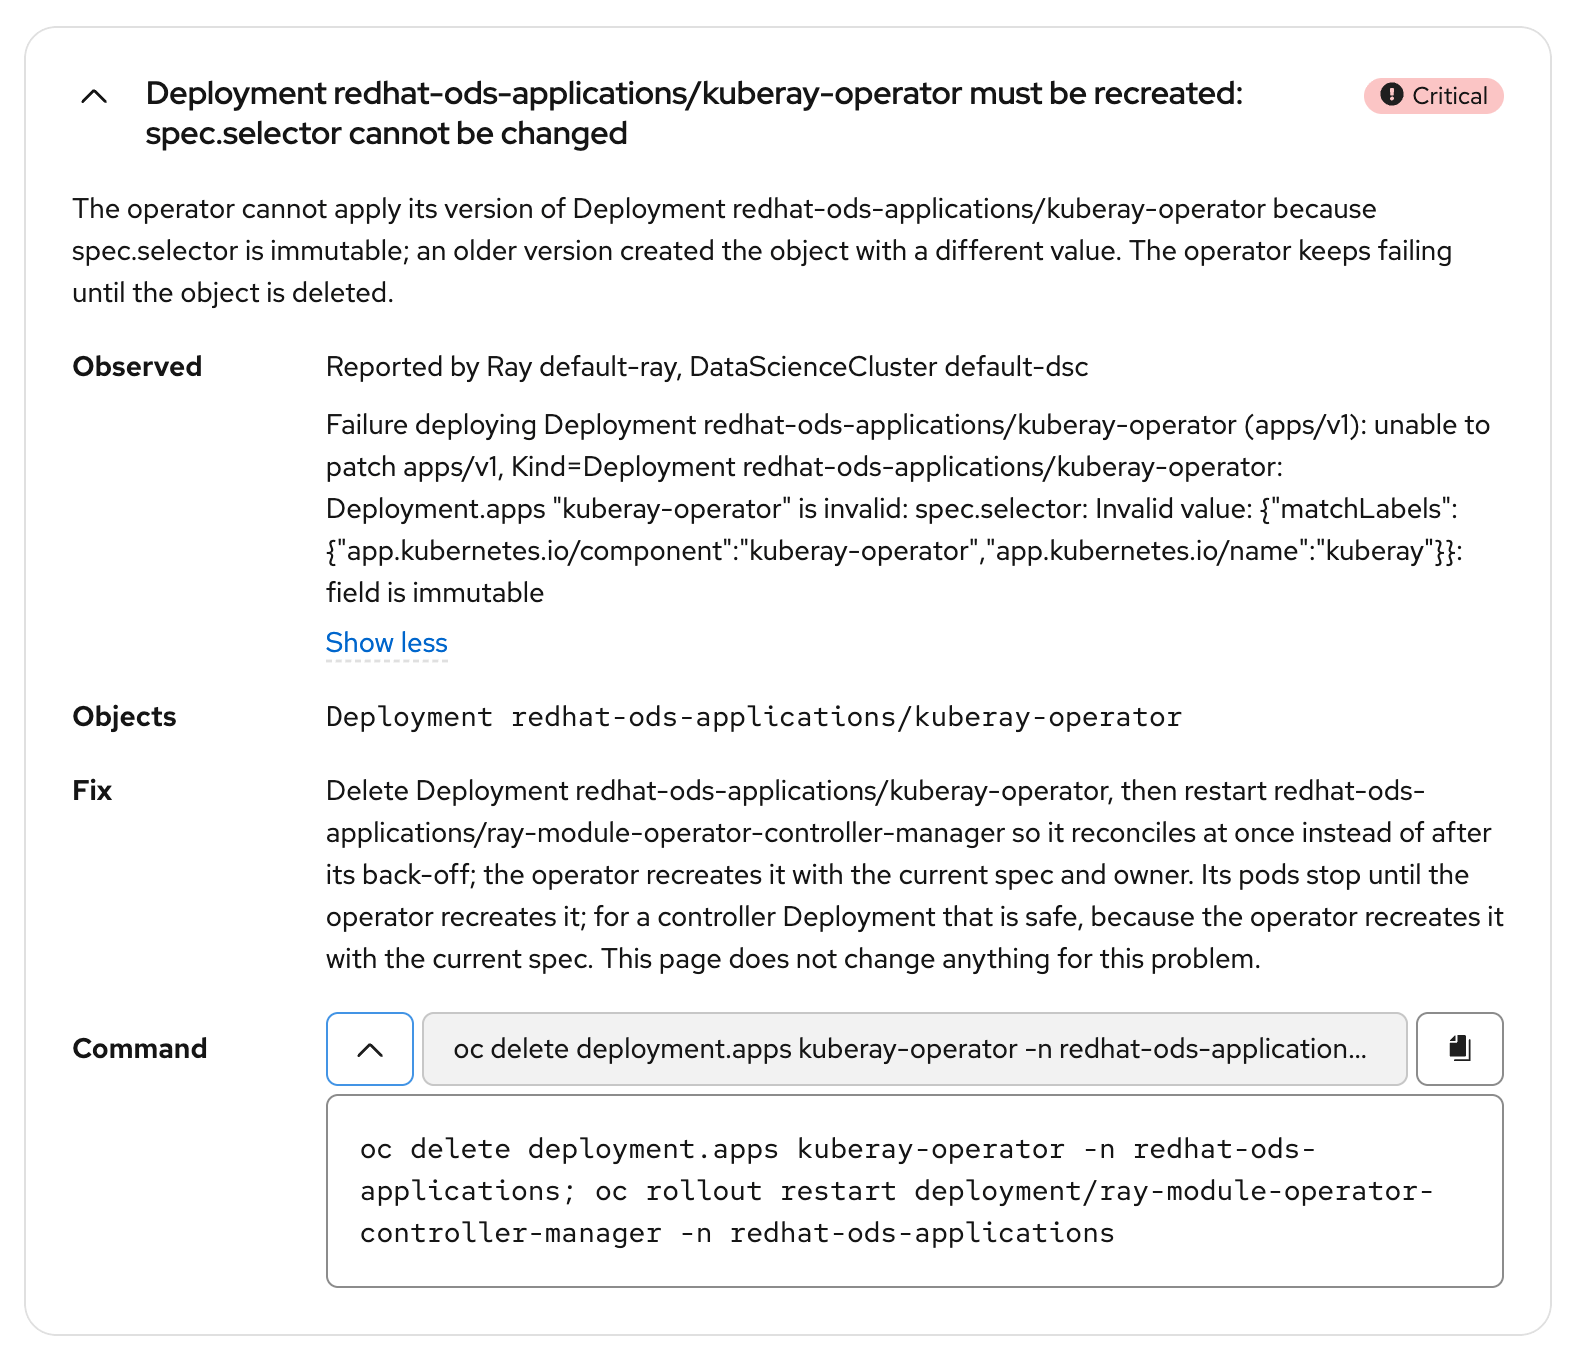 Deployment redhat-ods-applications/kuberay-operator must be recreated:
spec.selector cannot be changed
Critical
The operator cannot apply its version of Deployment redhat-ods-applications/kuberay-operator because
spec.selector is immutable; an older version created the object with a different value. The operator keeps failing
until the object is deleted.
Observed
Reported by Ray default-ray, DataScienceCluster default-dsc
Failure deploying Deployment redhat-ods-applications/kuberay-operator (apps/v1): unable to
patch apps/v1, Kind=Deployment redhat-ods-applications/kuberay-operator:
Deployment.apps "kuberay-operator" is invalid: spec.selector: Invalid value: {"matchLabels":
{"app.kubernetes.io/component":"kuberay-operator","app.kubernetes.io/name":"kuberay"}}:
field is immutable
Show less
Objects
Deployment redhat-ods-applications/kuberay-operator
Fix
Delete Deployment redhat-ods-applications/kuberay-operator, then restart redhat-ods-
applications/ray-module-operator-controller-manager so it reconciles at once instead of after
its back-off; the operator recreates it with the current spec and owner. Its pods stop until the
operator recreates it; for a controller Deployment that is safe, because the operator recreates it
with the current spec. This page does not change anything for this problem.
Command
oc delete deployment.apps kuberay-operator -n redhat-ods-application...
oc delete deployment.apps kuberay-operator -n redhat-ods-
applications; oc rollout restart deployment/ray-module-operator-
controller-manager -n redhat-ods-applications